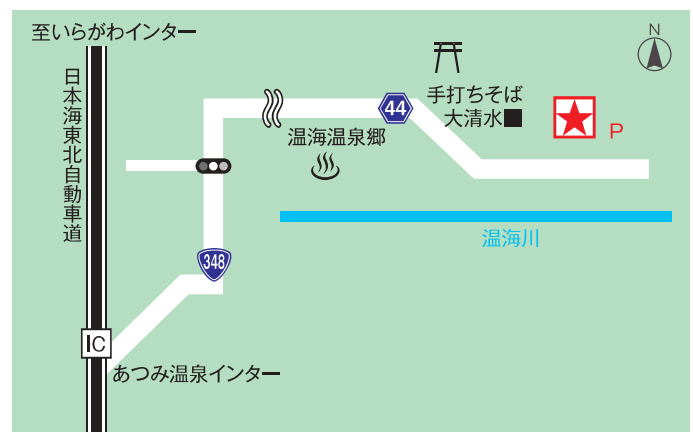 至いらがわインター
N
日本海東北自動車道
手打ちそば
大清水
44
P
温海温泉郷
温海川
348
IC
あつみ温泉インター